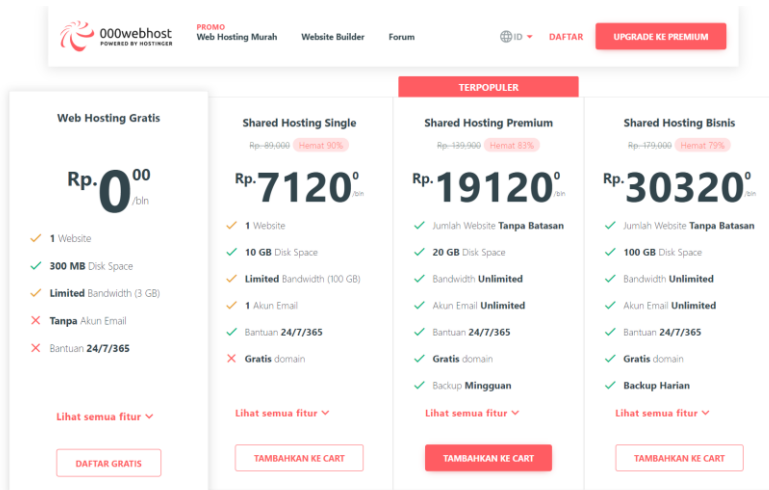 000webhost
POWERED BY HOSTINGER
PROMO
Web Hosting Murah
Website Builder
Forum
ID
DAFTAR
UPGRADE KE PREMIUM
TERPOPULER
Web Hosting Gratis
Rp.0 00 /bln
1 Website
300 MB Disk Space
Limited Bandwidth (3 GB)
Tanpa Akun Email
Bantuan 24/7/365
Lihat semua fitur
DAFTAR GRATIS
Shared Hosting Single
Rp. 89,000 Hemat 90%
Rp.7120 0 /bln
1 Website
10 GB Disk Space
Limited Bandwidth (100 GB)
1 Akun Email
Bantuan 24/7/365
Gratis domain
Lihat semua fitur
TAMBAHKAN KE CART
Shared Hosting Premium
Rp. 139,900 Hemat 83%
Rp.19120 0 /bln
Jumlah Website Tanpa Batasan
20 GB Disk Space
Bandwidth Unlimited
Akun Email Unlimited
Bantuan 24/7/365
Gratis domain
Backup Mingguan
Lihat semua fitur
TAMBAHKAN KE CART
Shared Hosting Bisnis
Rp. 179,000 Hemat 79%
Rp.30320 0 /bln
Jumlah Website Tanpa Batasan
100 GB Disk Space
Bandwidth Unlimited
Akun Email Unlimited
Bantuan 24/7/365
Gratis domain
Backup Harian
Lihat semua fitur
TAMBAHKAN KE CART